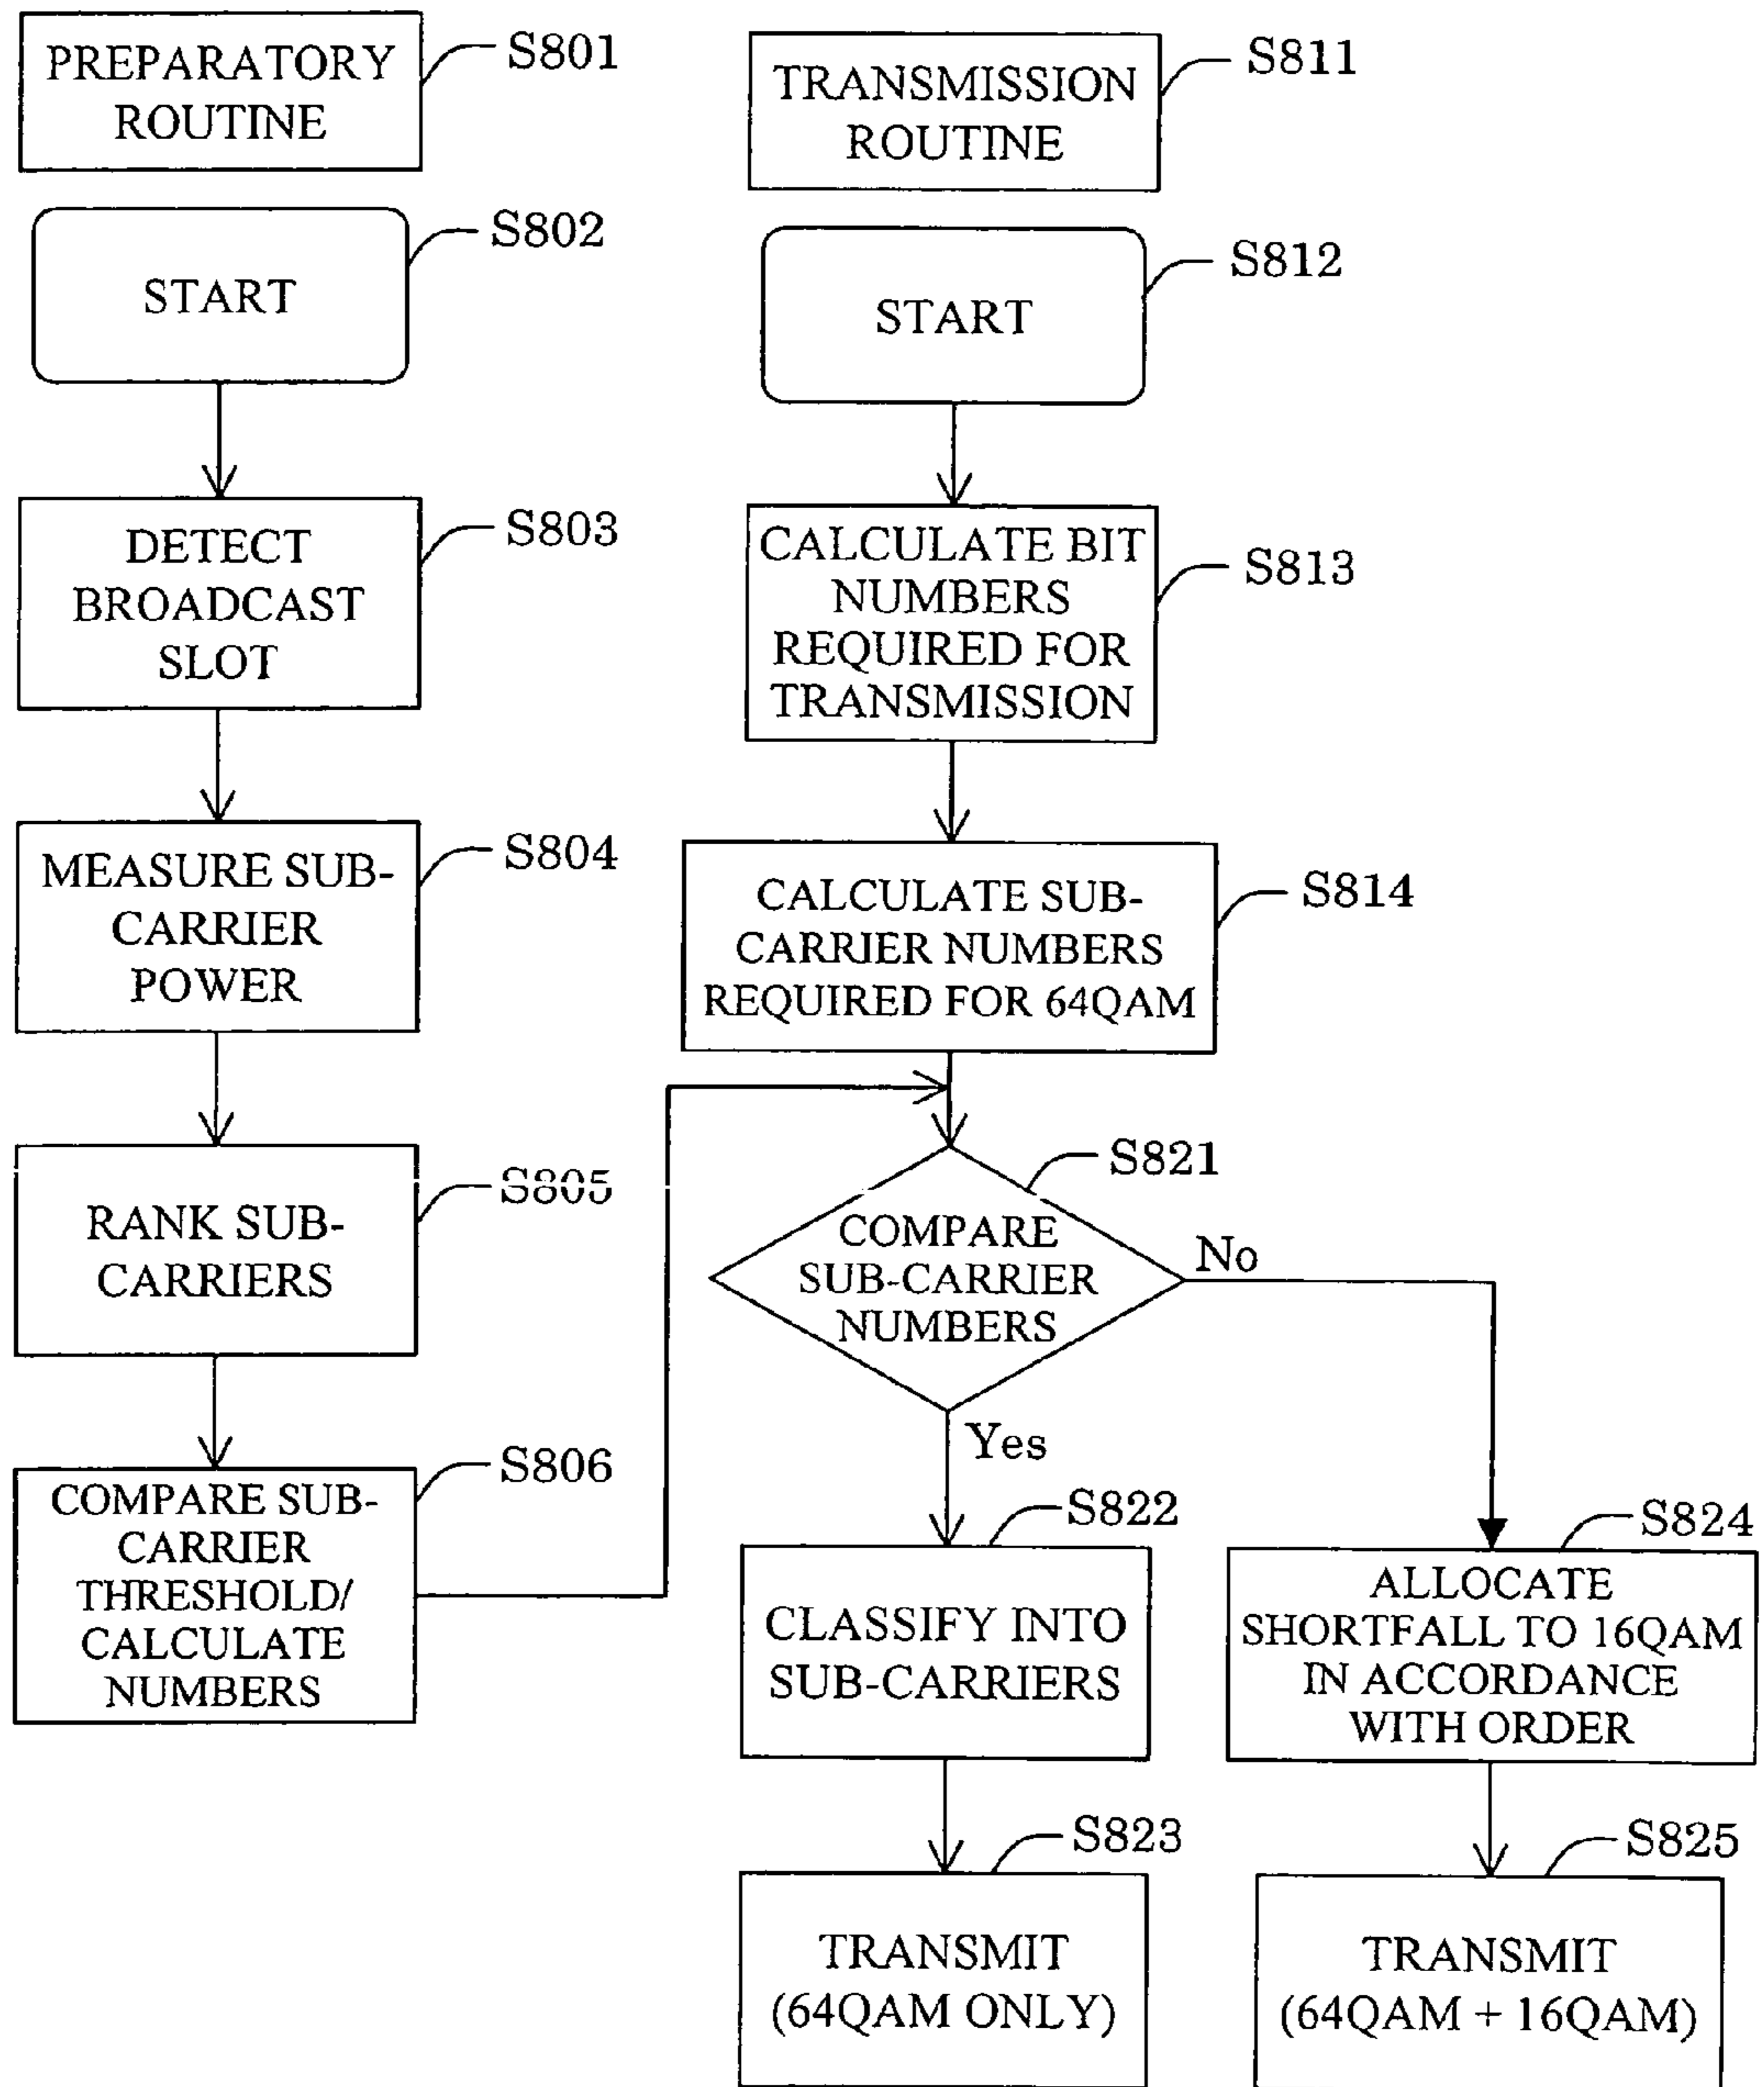 PREPARATORY
ROUTINE
S801
START
S802
DETECT
BROADCAST
SLOT
S803
MEASURE SUB-
CARRIER
POWER
S804
RANK SUB-
CARRIERS
S805
COMPARE SUB-
CARRIER
THRESHOLD/
CALCULATE
NUMBERS
S806
TRANSMISSION
ROUTINE
S811
START
S812
CALCULATE BIT
NUMBERS
REQUIRED FOR
TRANSMISSION
S813
CALCULATE SUB-
CARRIER NUMBERS
REQUIRED FOR 64QAM
S814
COMPARE
SUB-CARRIER
NUMBERS
S821
No
Yes
CLASSIFY INTO
SUB-CARRIERS
S822
TRANSMIT
(64QAM ONLY)
S823
ALLOCATE
SHORTFALL TO 16QAM
IN ACCORDANCE
WITH ORDER
S824
TRANSMIT
(64QAM + 16QAM)
S825